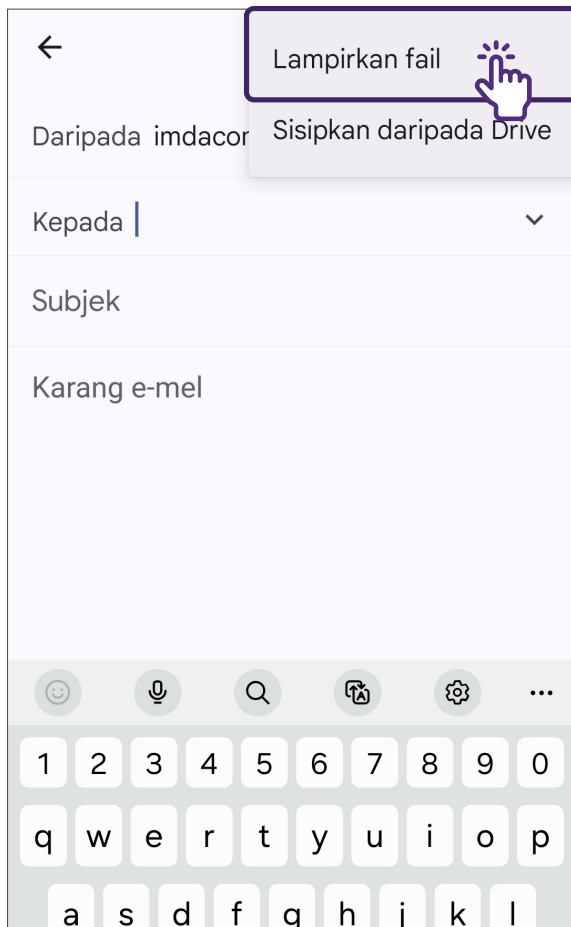 Lampirkan fail
Sisipkan daripada Drive
Daripada imdacor
Kepada
Subjek
Karang e-mel
1 2 3 4 5 6 7 8 9 0
q w e r t y u i o p
a s d f g h j k l